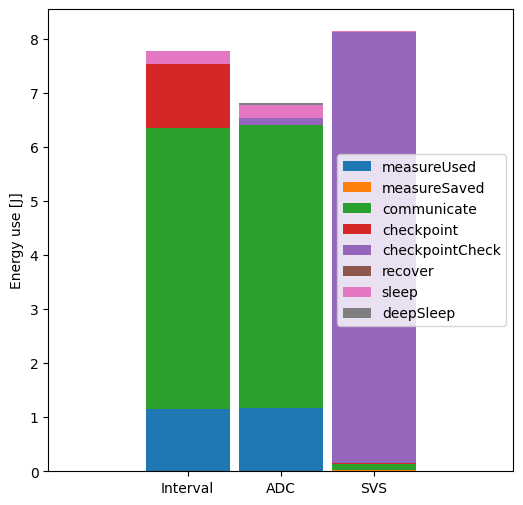 8
7
6
5
4
3
2
1
0
Energy use [J]
measureUsed
measureSaved
communicate
checkpoint
checkpointCheck
recover
sleep
deepSleep
Interval ADC SVS